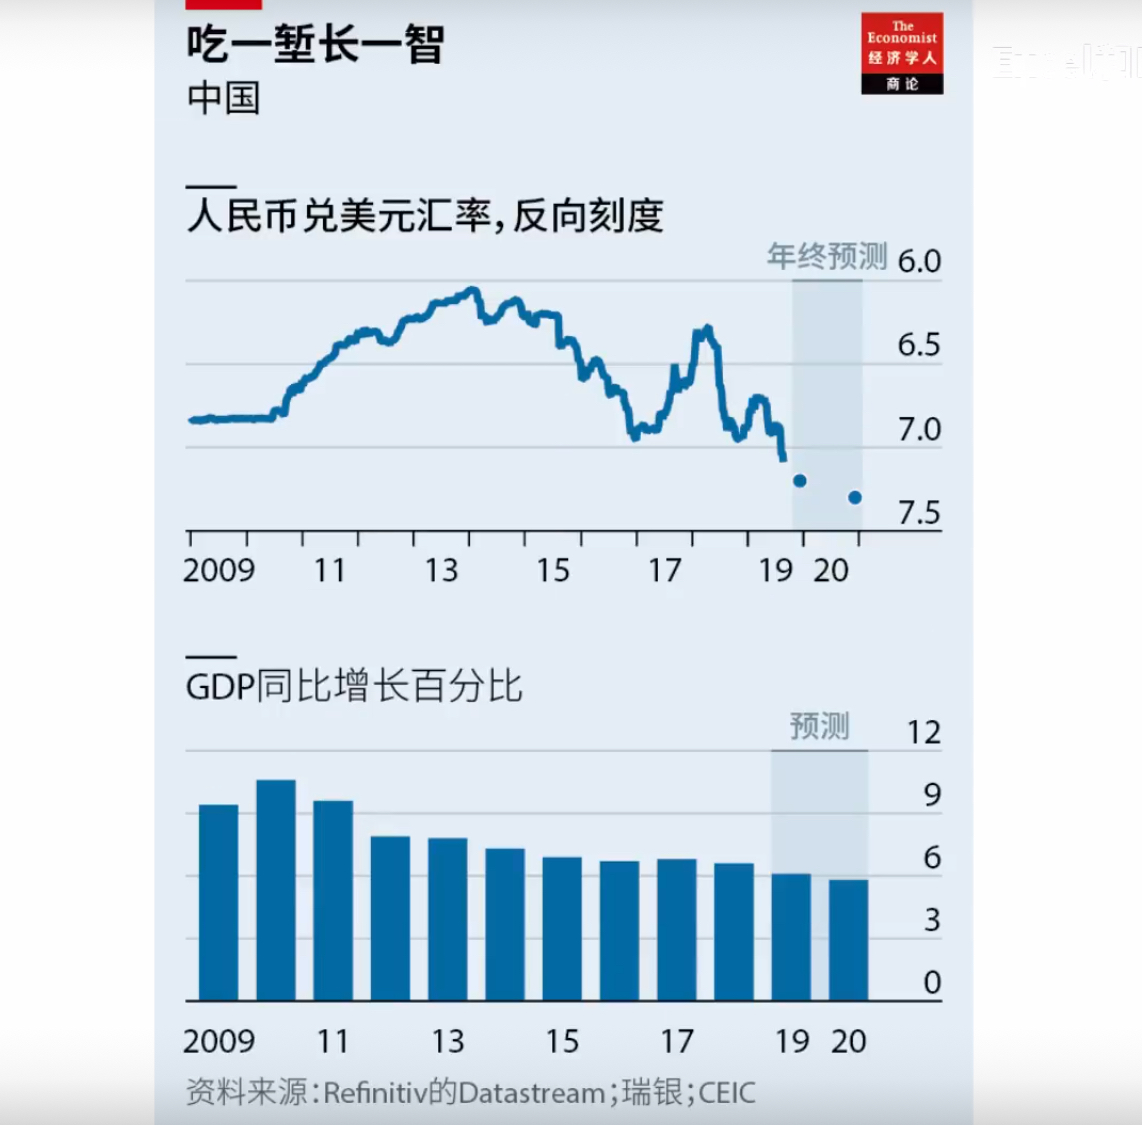 吃一堑长一智
中国
The
Economist
经济学人
商论
人民币兑美元汇率，反向刻度
年终预测
6.0
6.5
7.0
7.5
2009 11 13 15 17 19 20
GDP同比增长百分比
预测
12
9
6
3
0
2009 11 13 15 17 19 20
资料来源：Refinitiv的Datastream；瑞银；CEIC